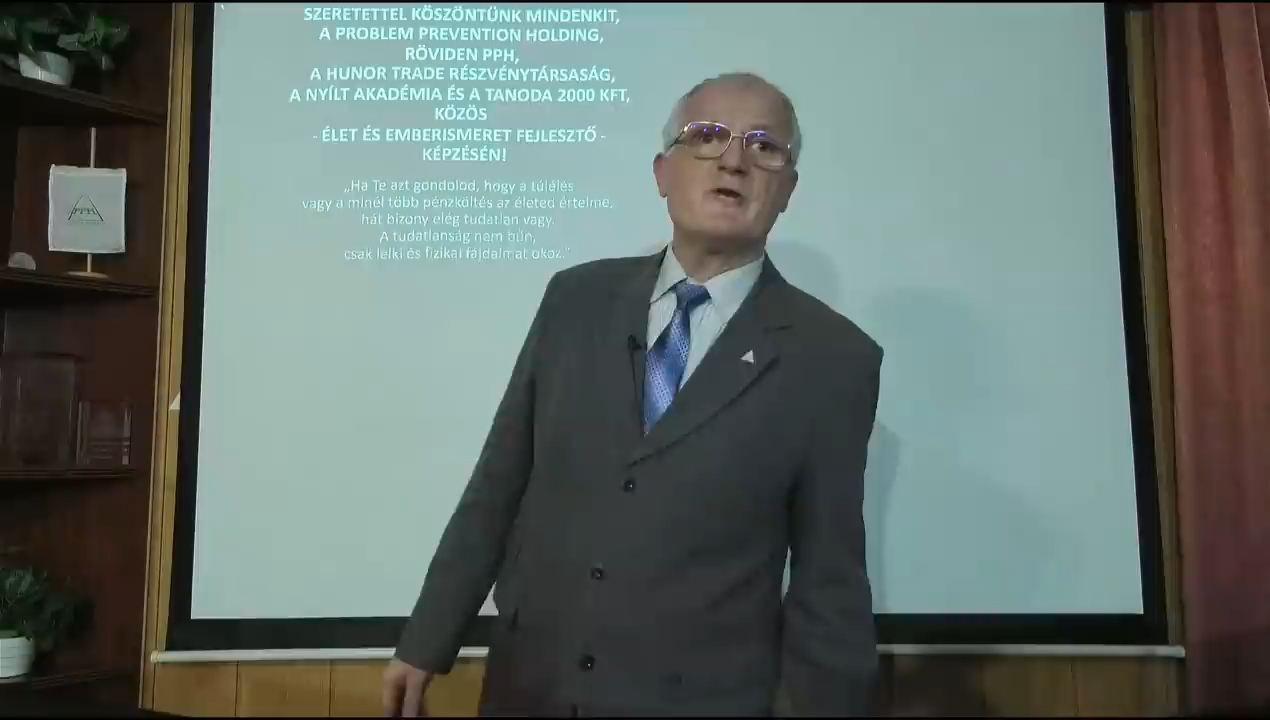 SZERETETTEL KÖSZÖNTÜNK MINDENKIT,
A PROBLEM PREVENTION HOLDING,
RÖVIDEN PPH,
A HUNOR TRADE RÉSZVÉNYTÁRSASÁG,
A NYÍLT AKADÉMIA ÉS A TANODA 2000 KFT,
KÖZÖS
- ÉLET ÉS EMBERISMERET FEJLESZTŐ -
KÉPZÉSÉN!
„Ha Te azt gondolod, hogy a túlélés
vagy a minél több pénzköltés az életed értelme,
hát bizony elég tudatlan vagy.
A tudatlanság nem bűn,
csak lelki és fizikai fájdalmat okoz."
PPH